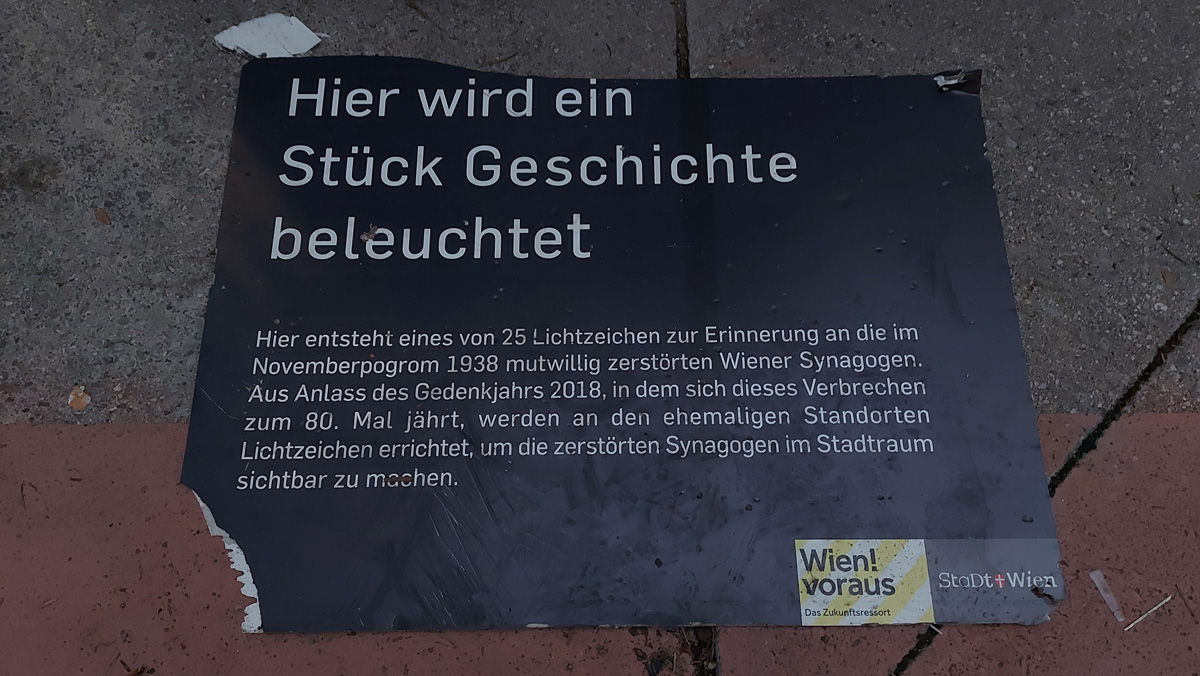 Hier wird ein
Stück Geschichte
beleuchtet
Hier entsteht eines von 25 Lichtzeichen zur Erinnerung an die im
Novemberpogrom 1938 mutwillig zerstörten Wiener Synagogen.
Aus Anlass des Gedenkjahrs 2018, in dem sich dieses Verbrechen
zum 80. Mal jährt, werden an den ehemaligen Standorten
Lichtzeichen errichtet, um die zerstörten Synagogen im Stadtraum
sichtbar zu machen.
Wien!
voraus
Das Zukunftsressort
StaDt Wien